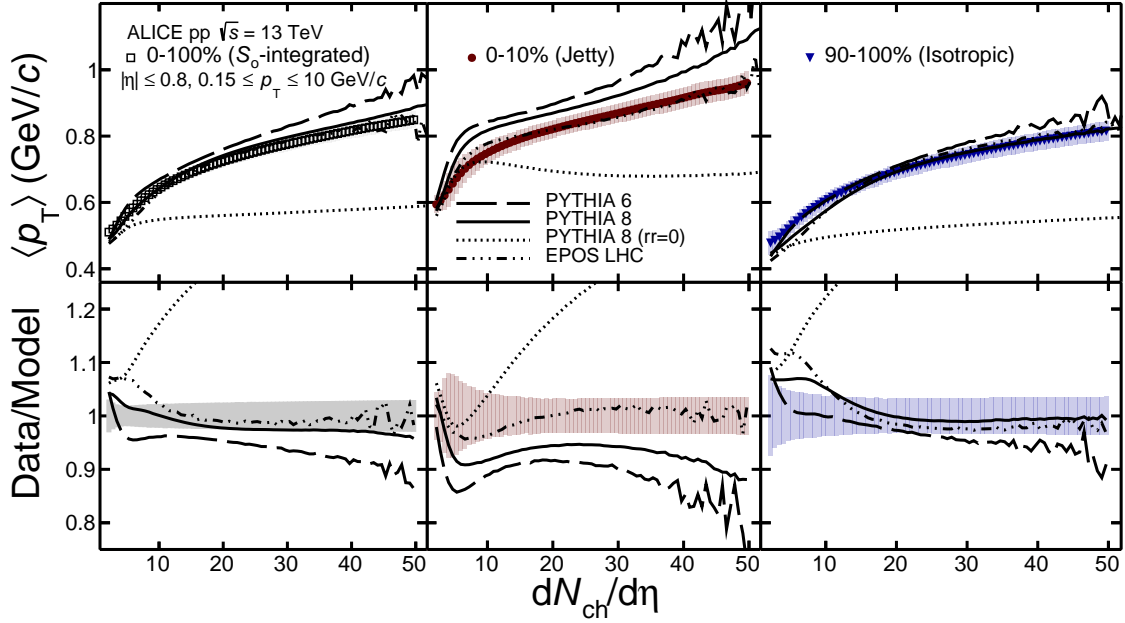 ALICE pp √s = 13 TeV
0-100% (S₀-integrated)
|η| ≤ 0.8, 0.15 ≤ p_T ≤ 10 GeV/c
0-10% (Jetty)
90-100% (Isotropic)
PYTHIA 6
PYTHIA 8
PYTHIA 8 (rr=0)
EPOS LHC
⟨p_T⟩ (GeV/c)
1
0.8
0.6
0.4
Data/Model
1.2
1.1
1
0.9
0.8
10 20 30 40 50 10 20 30 40 50 10 20 30 40 50
dN_ch/dη